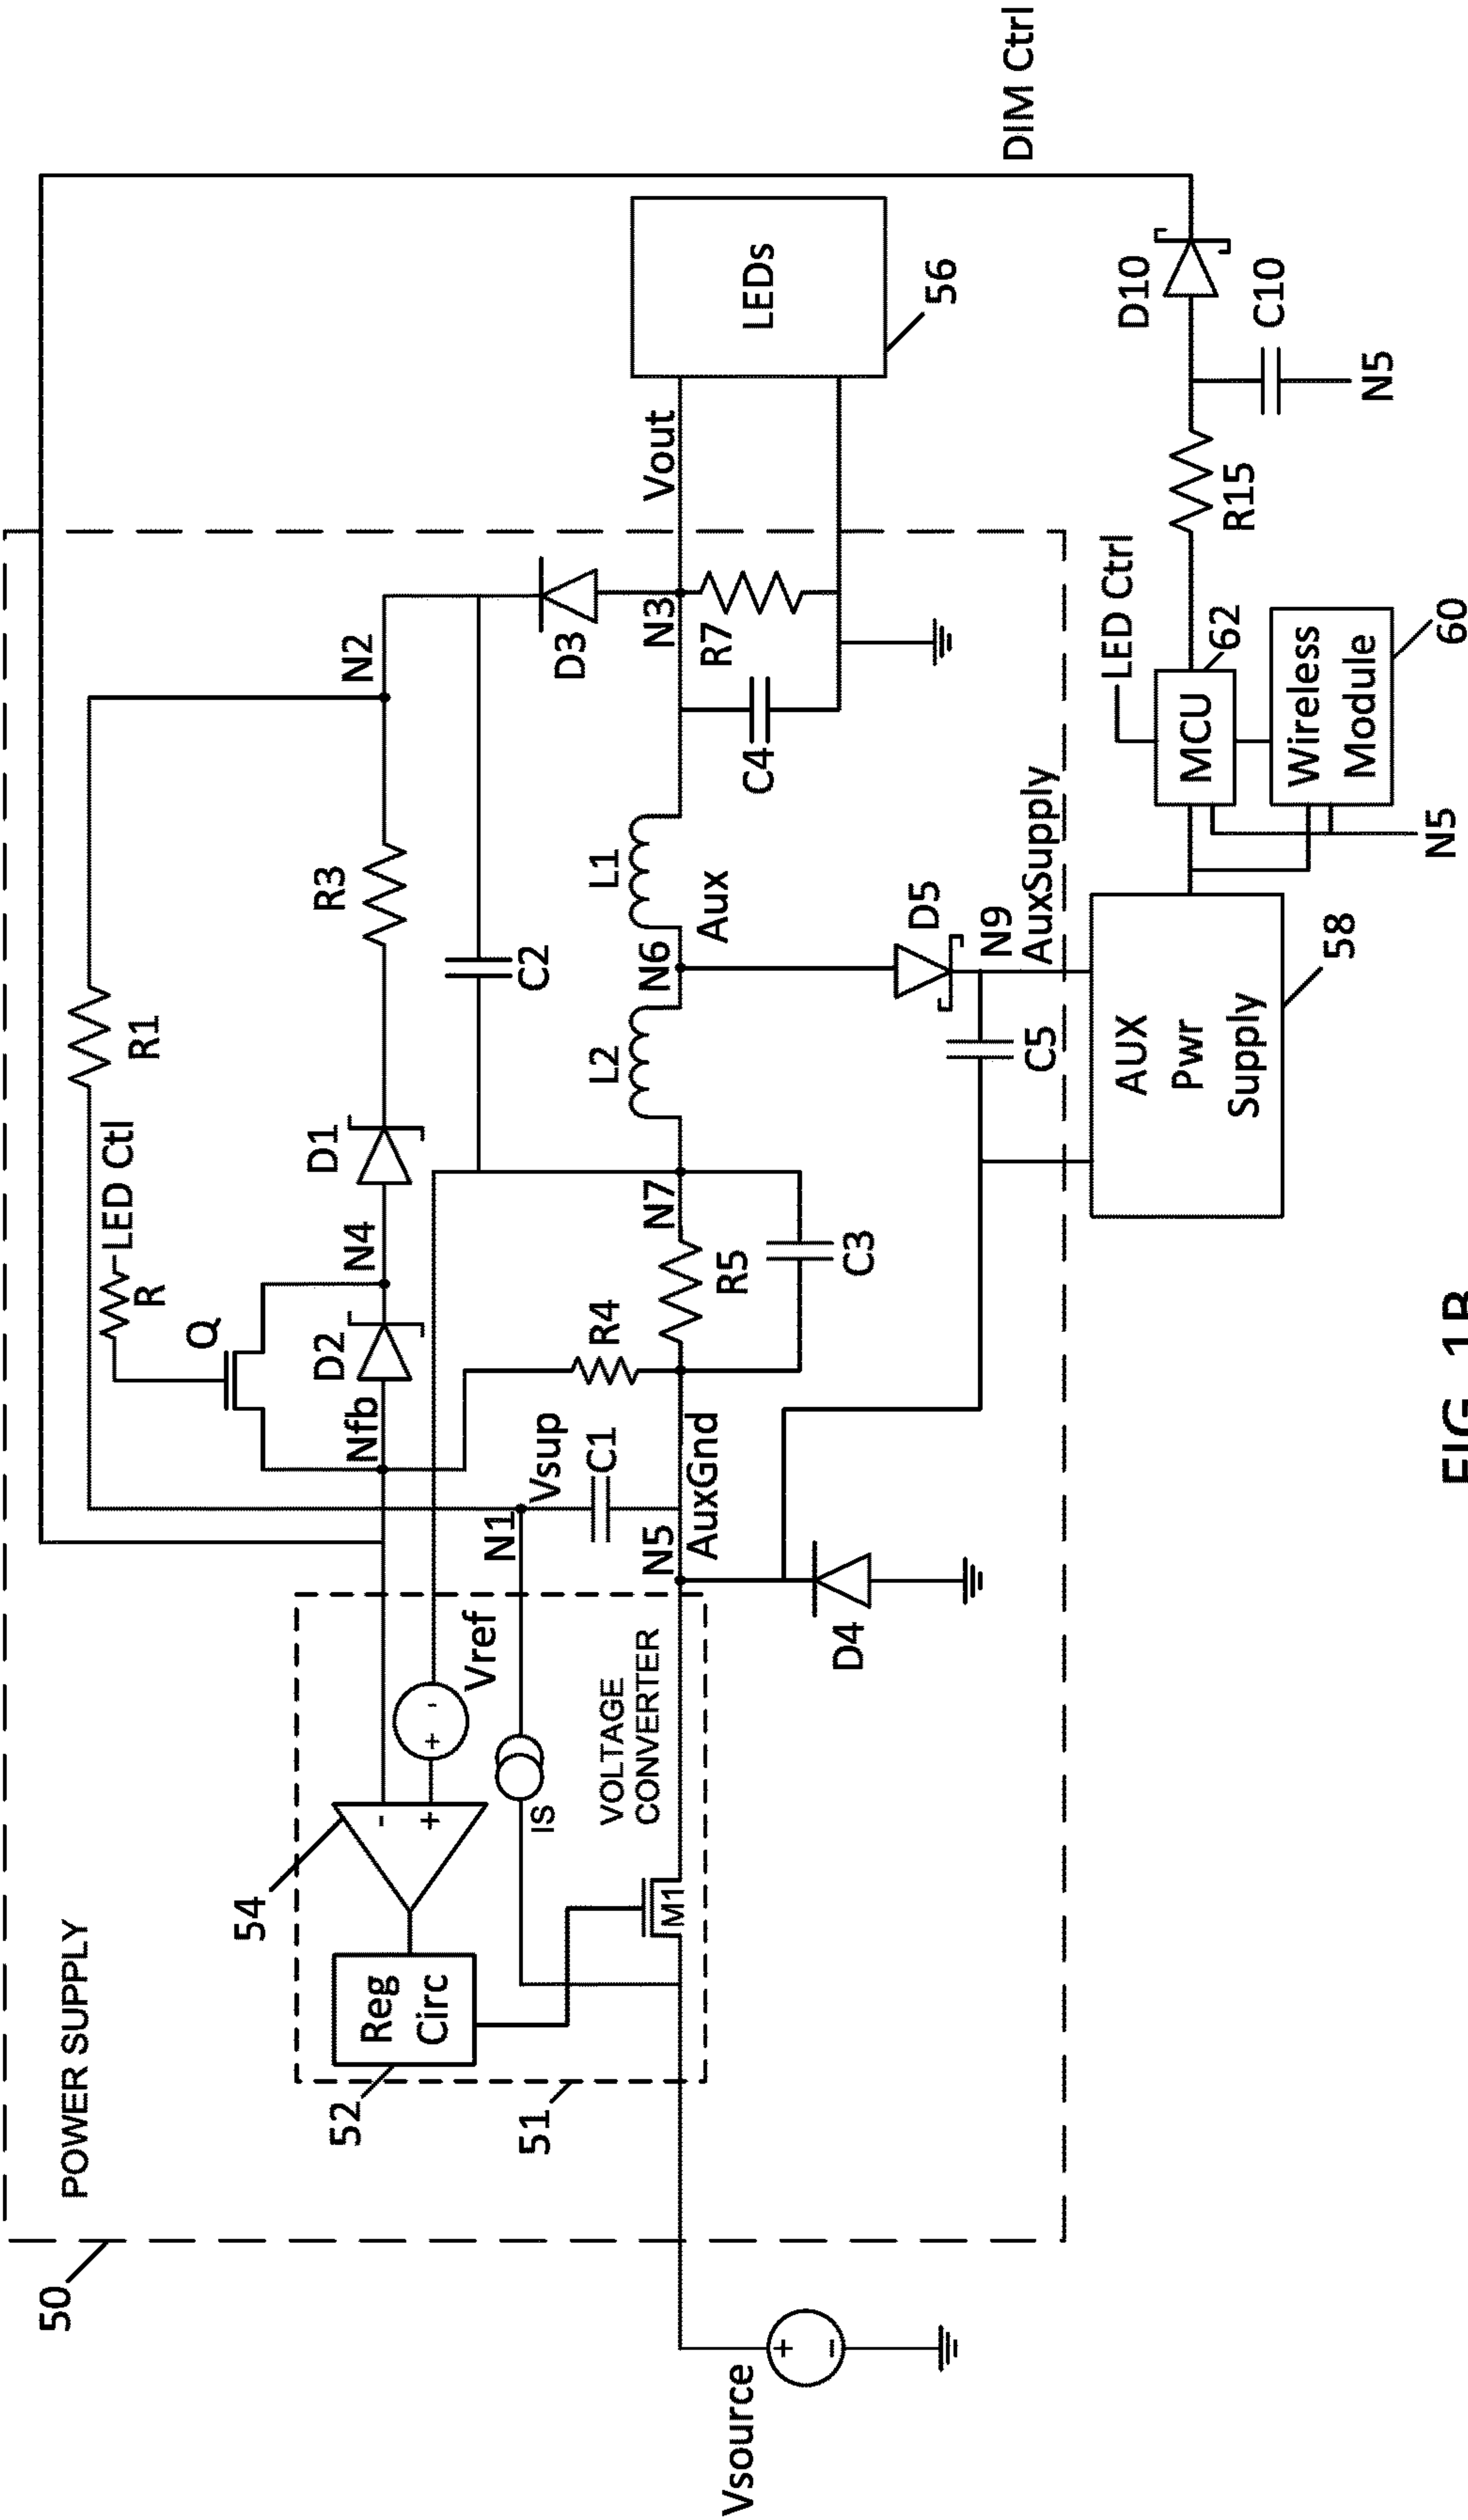 50
POWER SUPPLY
R1
LED Ctl
R
Q
N2
Nfb
D2
N4
D1
R3
C2
D3
54
52
Reg
Circ
-
+
+
-
Vref
IS
N1
Vsup
C1
R4
51
VOLTAGE
CONVERTER
M1
N5
AuxGnd
R5
N7
C3
L2
N6
Aux
L1
C4
N3
R7
Vout
LEDs
56
Vsource
+
D4
C5
D5
N9
AuxSupply
AUX
Pwr
Supply
58
LED Ctrl
MCU
62
Wireless
Module
60
N5
R15
D10
C10
N5
DIM Ctrl